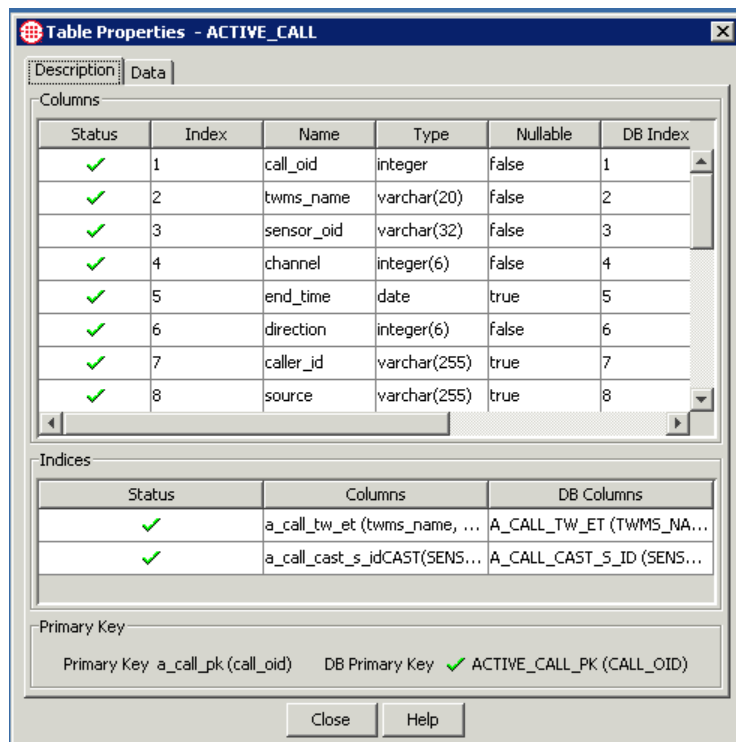 Table Properties - ACTIVE_CALL
Description Data
Columns
Status Index Name Type Nullable DB Index
1 call_oid integer false 1
2 twms_name varchar(20) false 2
3 sensor_oid varchar(32) false 3
4 channel integer(6) false 4
5 end_time date true 5
6 direction integer(6) false 6
7 caller_id varchar(255) true 7
8 source varchar(255) true 8
Indices
Status Columns DB Columns
a_call_tw_et (twms_name, ... A_CALL_TW_ET (TWMS_NA...
a_call_cast_s_idCAST(SENS... A_CALL_CAST_S_ID (SENS...
Primary Key
Primary Key a_call_pk (call_oid) DB Primary Key ACTIVE_CALL_PK (CALL_OID)
Close Help